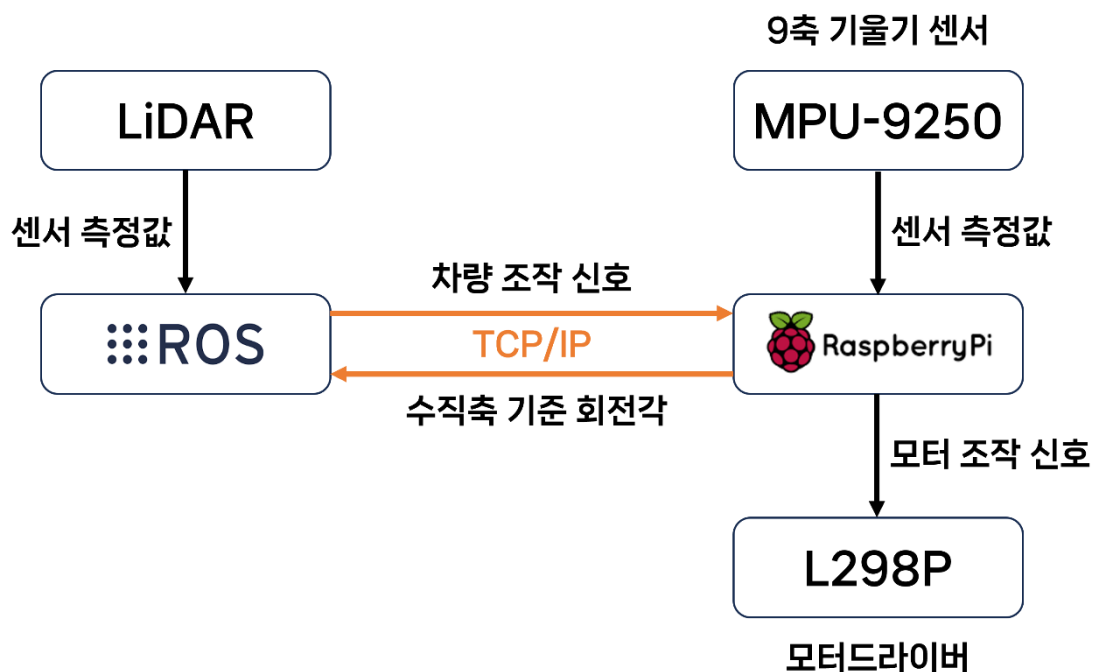 9축 기울기 센서
LiDAR
MPU-9250
센서 측정값
센서 측정값
차량 조작 신호
ROS
TCP/IP
RaspberryPi
수직축 기준 회전각
모터 조작 신호
L298P
모터드라이버